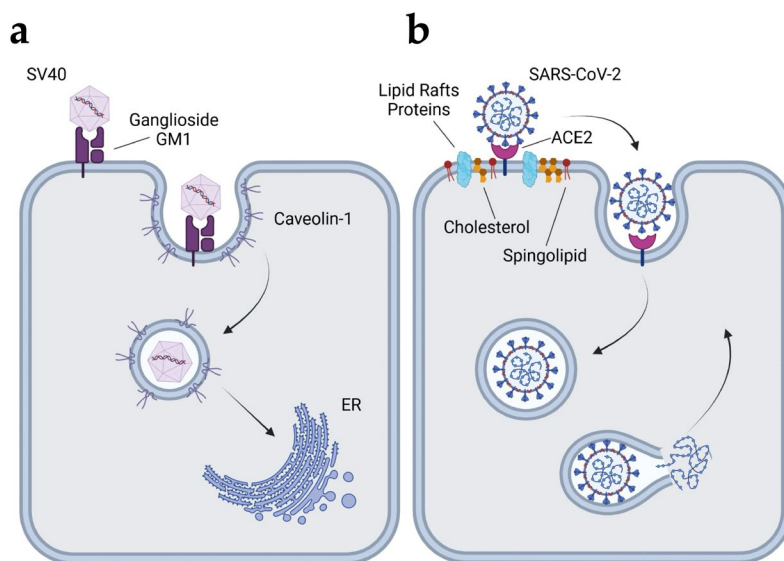 a
SV40
Ganglioside
GM1
Caveolin-1
ER
b
SARS-CoV-2
Lipid Rafts
Proteins
ACE2
Cholesterol
Spingolipid